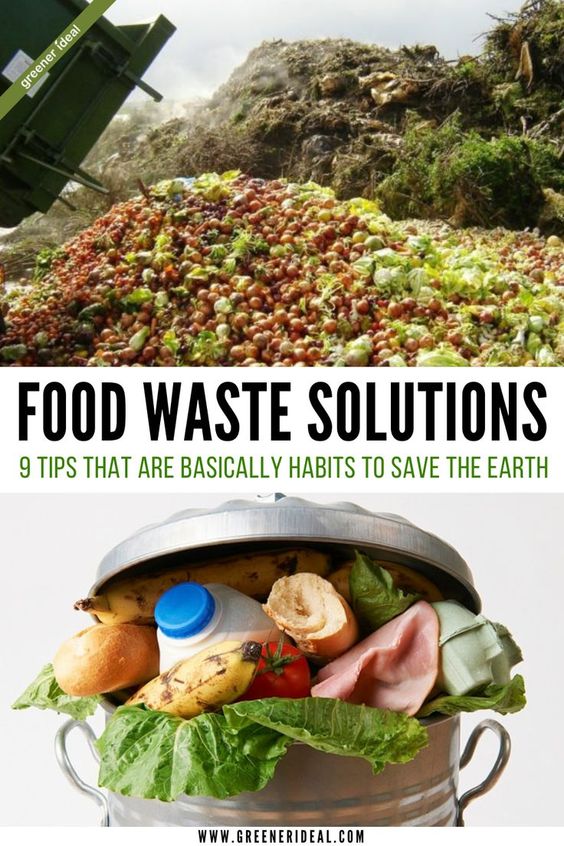 greener ideal
FOOD WASTE SOLUTIONS
9 TIPS THAT ARE BASICALLY HABITS TO SAVE THE EARTH
WWW.GREENERIDEAL.COM